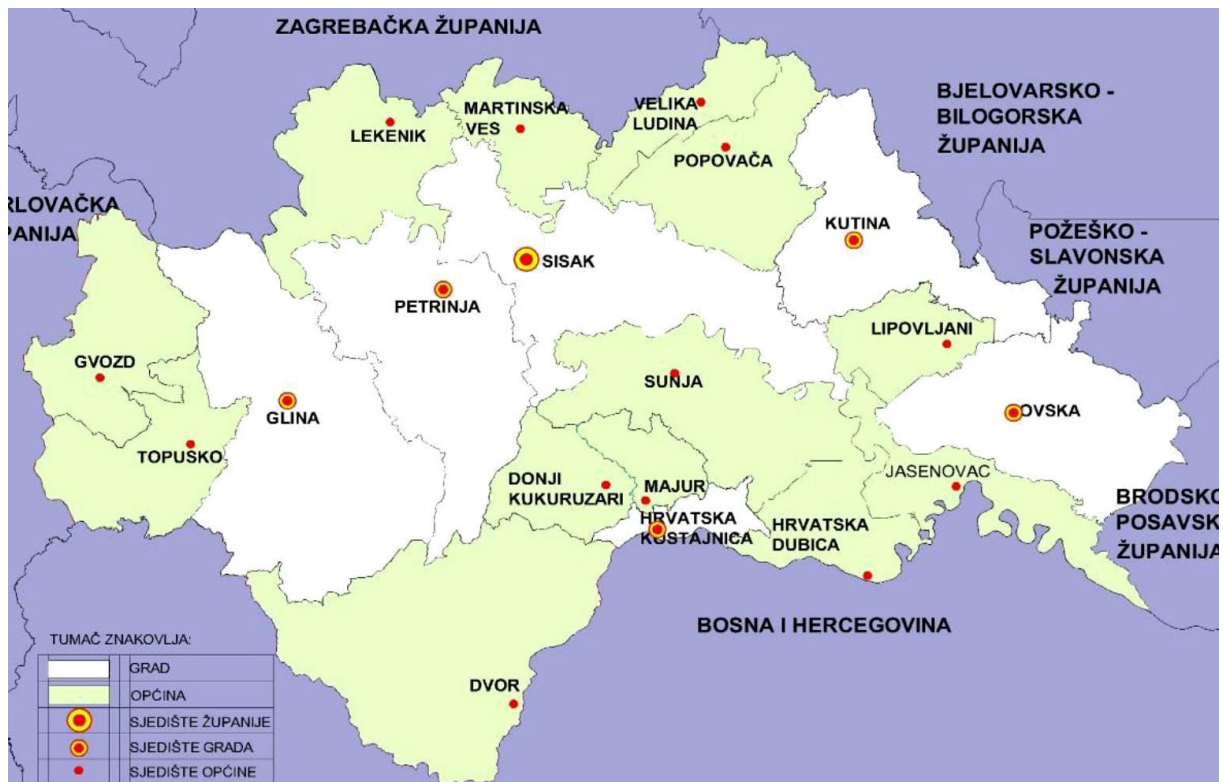 ZAGREBAČKA ŽUPANIJA
BJELOVARSKO -
BILOGORSKA
ŽUPANIJA
VELIKA
LUDINA
MARTINSKA
VES
LEKENIK
POPOVAČA
RLOVAČKA
PANIJA
KUTINA
POŽEŠKO -
SLAVONSKA
ŽUPANIJA
SISAK
PETRINJA
LIPOVLJANI
GVOZD
SUNJA
GLINA
OVSKA
TOPUSKO
DONJI
KUKURUZARI
MAJUR
JASENOVAC
HRVATSKA
KOSTAJNICA
HRVATSKA
DUBICA
BRODSKO
POSAVSK
ŽUPANIJA
BOSNA I HERCEGOVINA
DVOR
TUMAČ ZNAKOVLJA:
GRAD
OPĆINA
SJEDIŠTE ŽUPANIJE
SJEDIŠTE GRADA
SJEDIŠTE OPĆINE